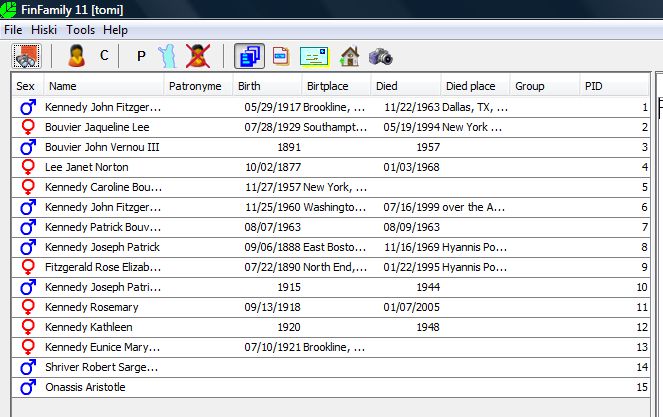 FinFamily 11 [tomi]
File Hiski Tools Help
C P
Sex Name Patronyme Birth Birtplace Died Died place Group PID
Kennedy John Fitzger... 05/29/1917 Brookline, ... 11/22/1963 Dallas, TX, ... 1
Bouvier Jaqueline Lee 07/28/1929 Southampt... 05/19/1994 New York ... 2
Bouvier John Vernou III 1891 1957 3
Lee Janet Norton 10/02/1877 01/03/1968 4
Kennedy Caroline Bou... 11/27/1957 New York, ... 5
Kennedy John Fitzger... 11/25/1960 Washingto... 07/16/1999 over the A... 6
Kennedy Patrick Bouv... 08/07/1963 08/09/1963 7
Kennedy Joseph Patrick 09/06/1888 East Bosto... 11/16/1969 Hyannis Po... 8
Fitzgerald Rose Elizab... 07/22/1890 North End,... 01/22/1995 Hyannis Po... 9
Kennedy Joseph Patri... 1915 1944 10
Kennedy Rosemary 09/13/1918 01/07/2005 11
Kennedy Kathleen 1920 1948 12
Kennedy Eunice Mary... 07/10/1921 Brookline, ... 13
Shriver Robert Sarge... 14
Onassis Aristotle 15